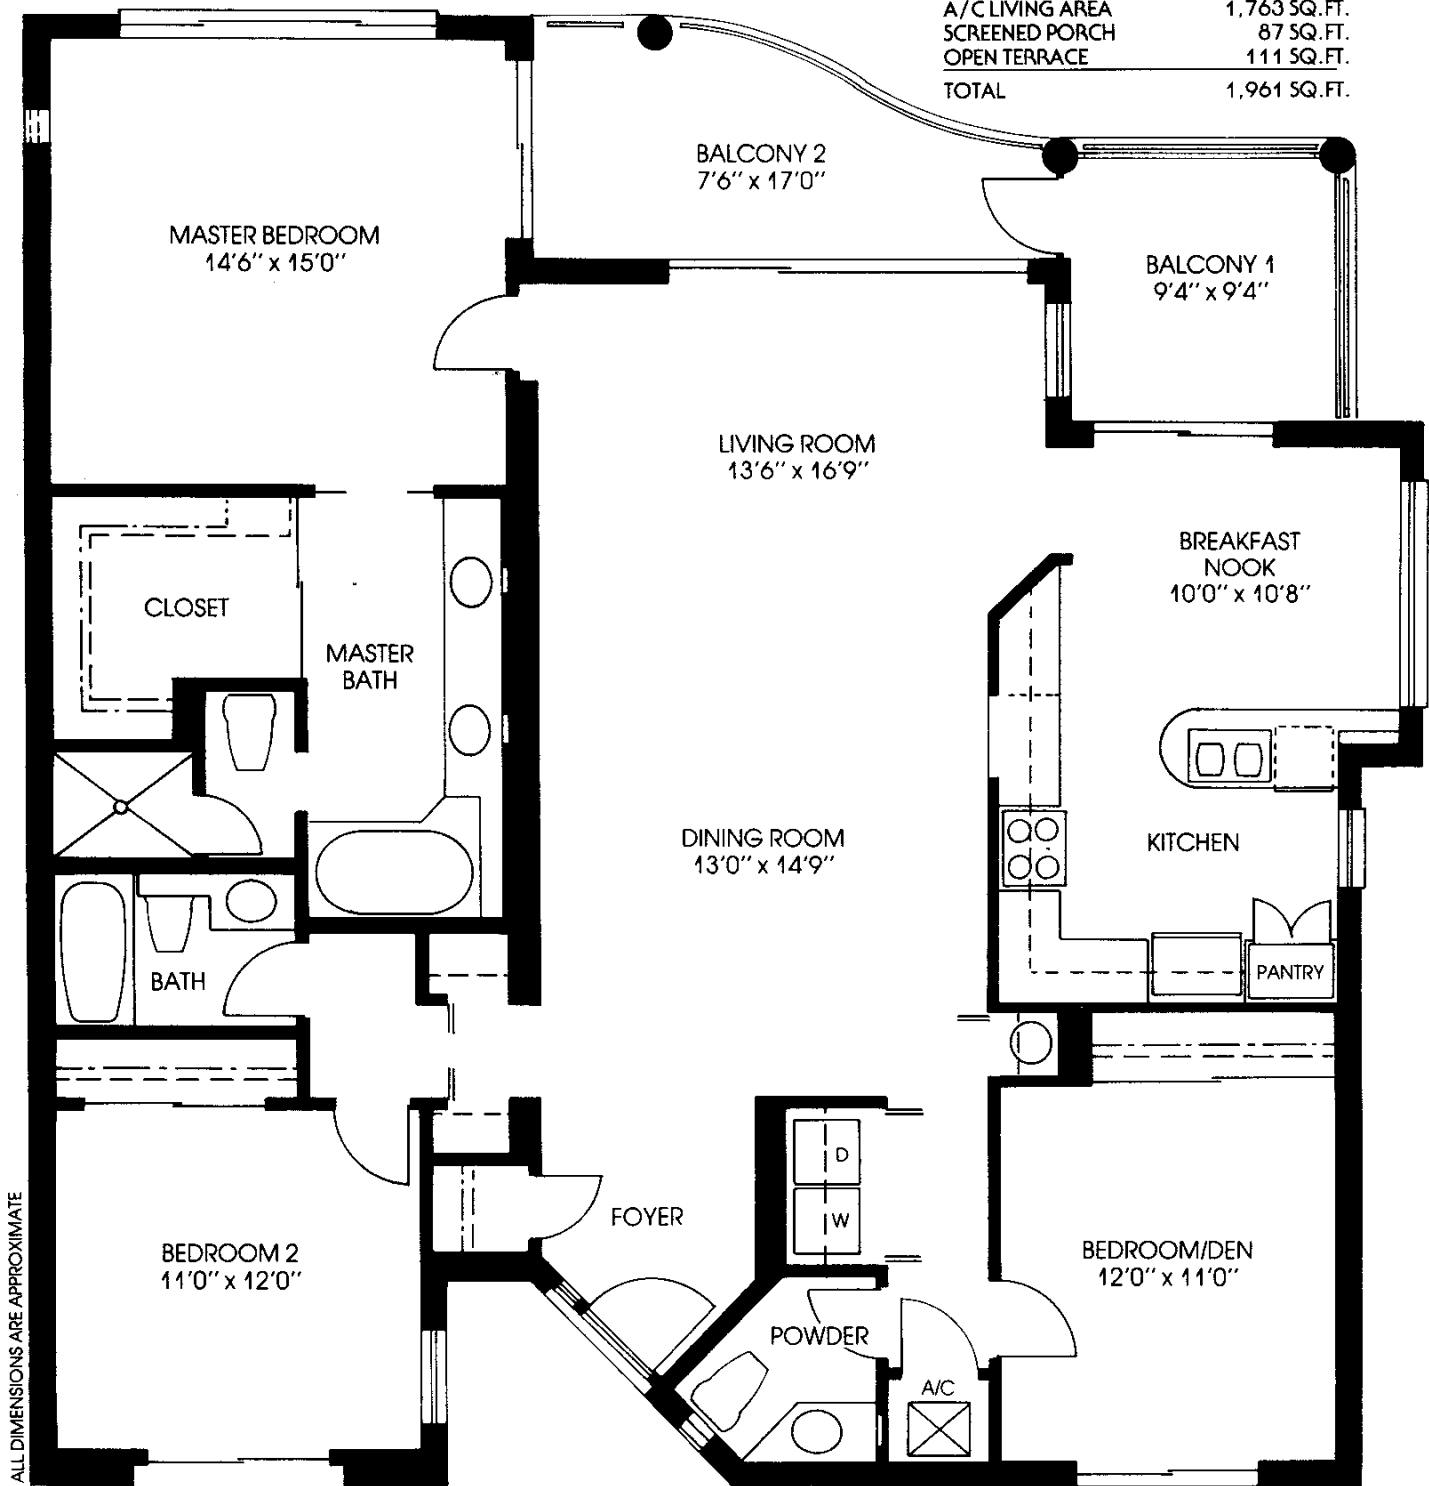 A/C LIVING AREA 1,763 SQ.FT.
SCREENED PORCH 87 SQ.FT.
OPEN TERRACE 111 SQ.FT.
TOTAL 1,961 SQ.FT.
BALCONY 2
7'6" x 17'0"
MASTER BEDROOM
14'6" x 15'0"
BALCONY 1
9'4" x 9'4"
LIVING ROOM
13'6" x 16'9"
BREAKFAST
NOOK
10'0" x 10'8"
CLOSET
MASTER
BATH
DINING ROOM
13'0" x 14'9"
KITCHEN
BATH
PANTRY
D
W
FOYER
BEDROOM 2
11'0" x 12'0"
BEDROOM/DEN
12'0" x 11'0"
POWDER
A/C
ALL DIMENSIONS ARE APPROXIMATE